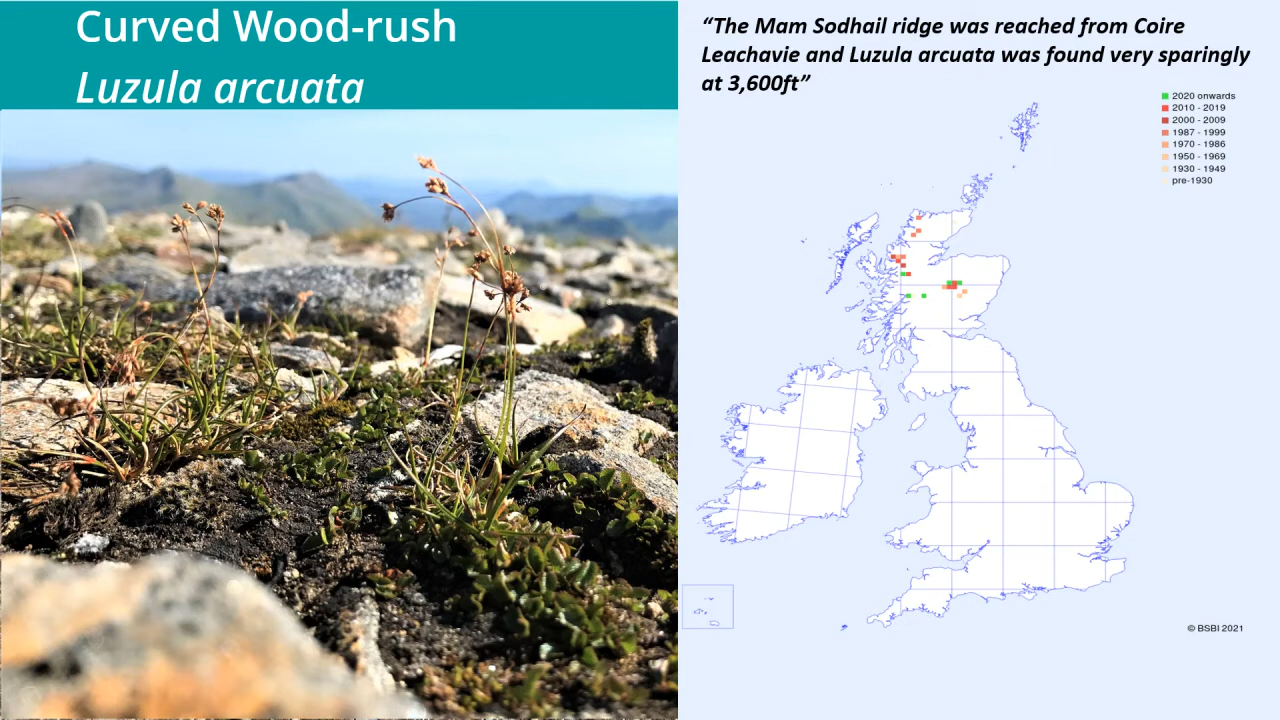 Curved Wood-rush
Luzula arcuata
“The Mam Sodhail ridge was reached from Coire
Leachavie and Luzula arcuata was found very sparingly
at 3,600ft”
2020 onwards
2010 - 2019
2000 - 2009
1987 - 1999
1970 - 1986
1950 - 1969
1930 - 1949
pre-1930
© BSBI 2021